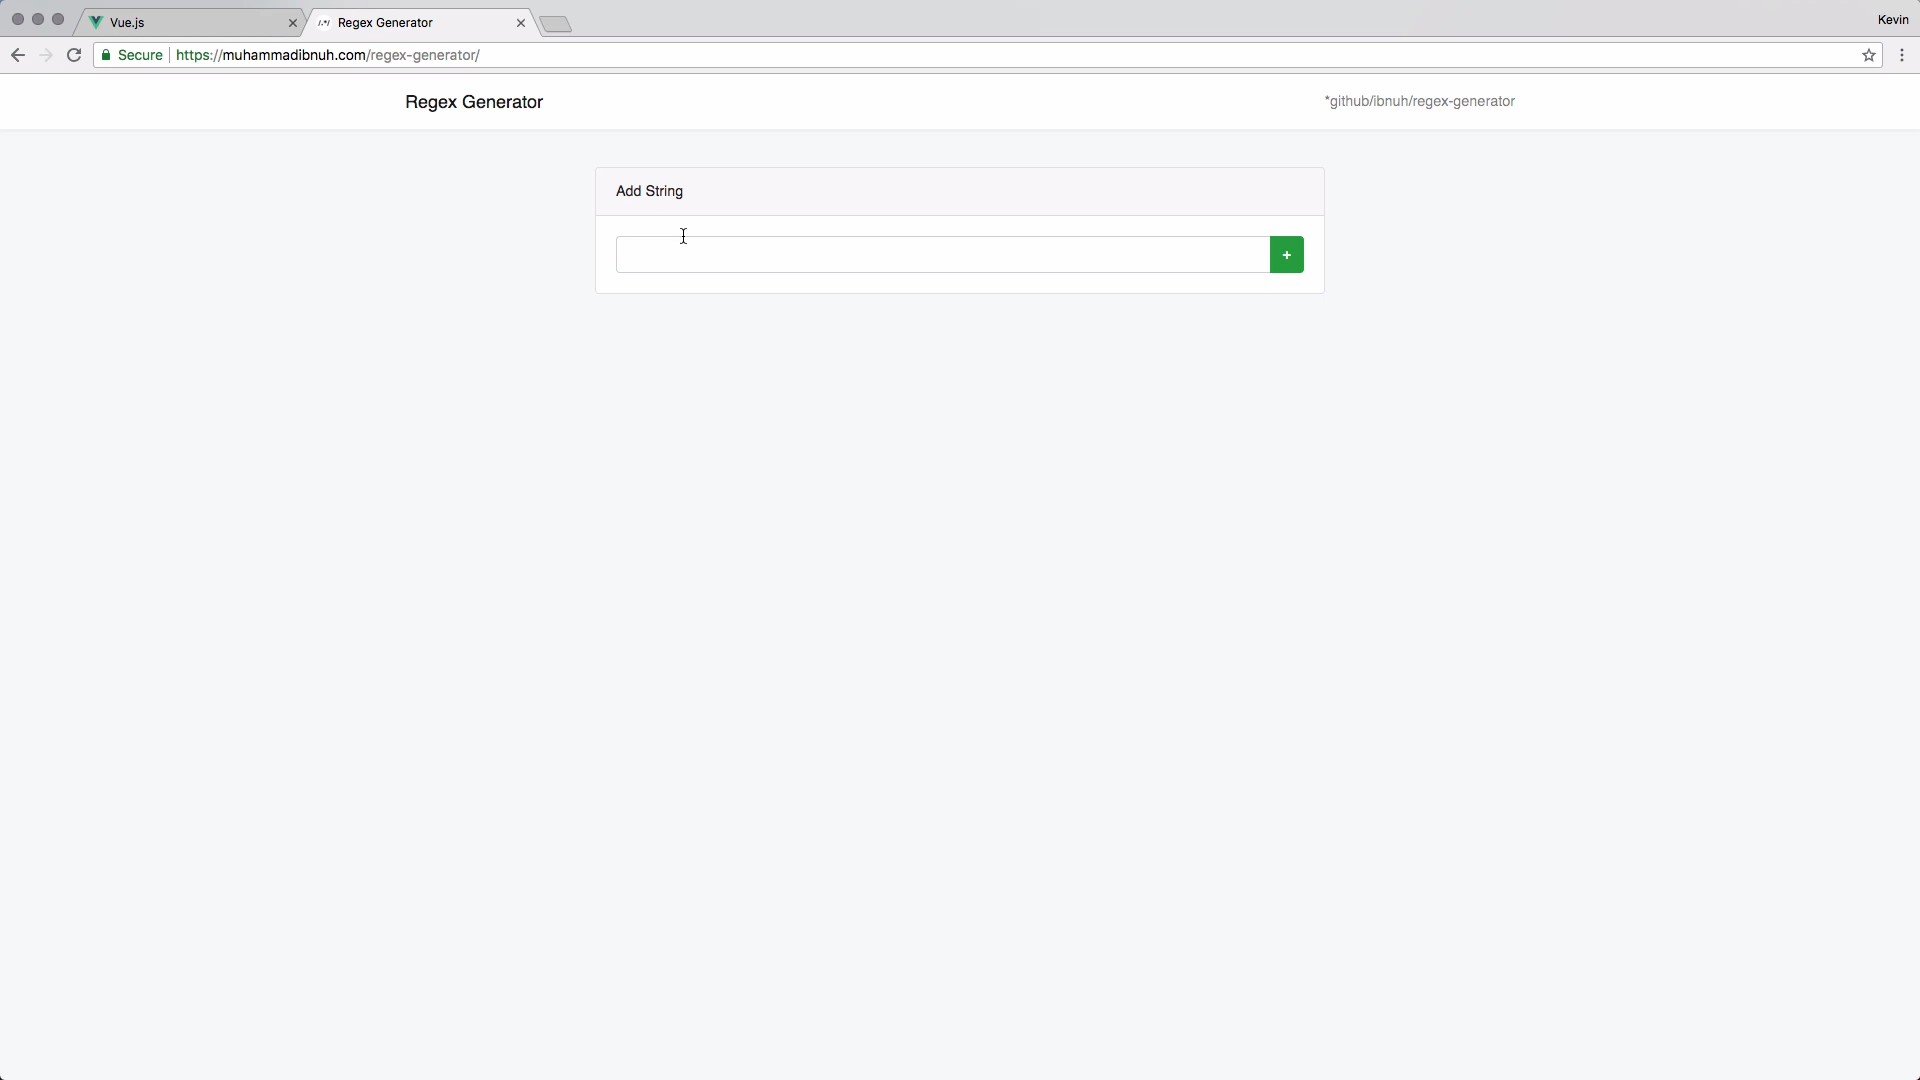 Vue.js
Regex Generator
Kevin
Secure https://muhammadibnuh.com/regex-generator/
Regex Generator
*github/ibnuh/regex-generator
Add String
+